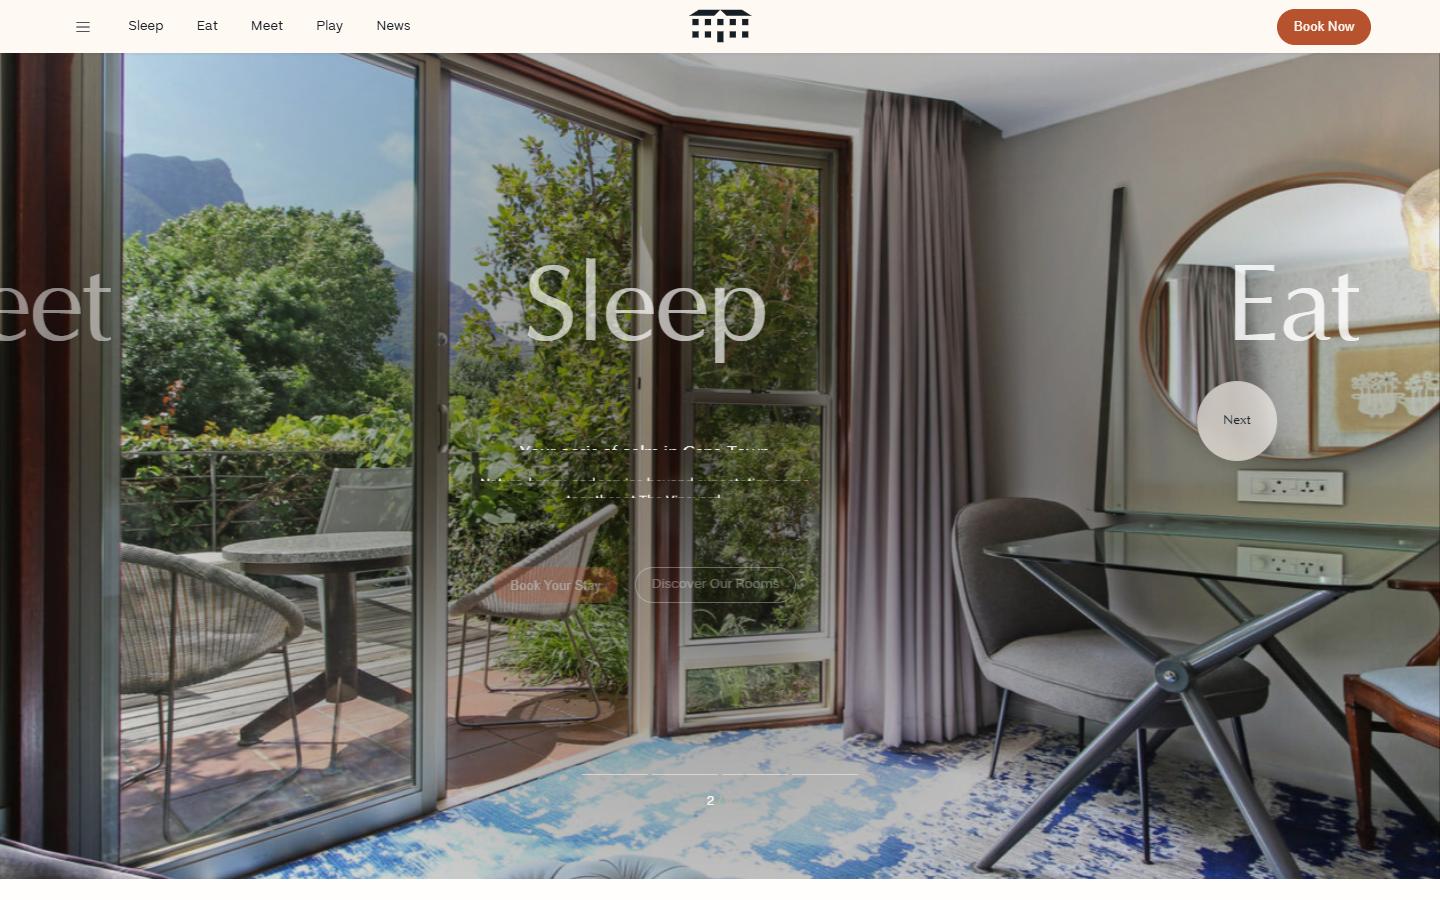 Sleep
Eat
Meet
Play
News
Book Now
eet
Sleep
Eat
Next
Book Your Stay
Discover Our Rooms
2